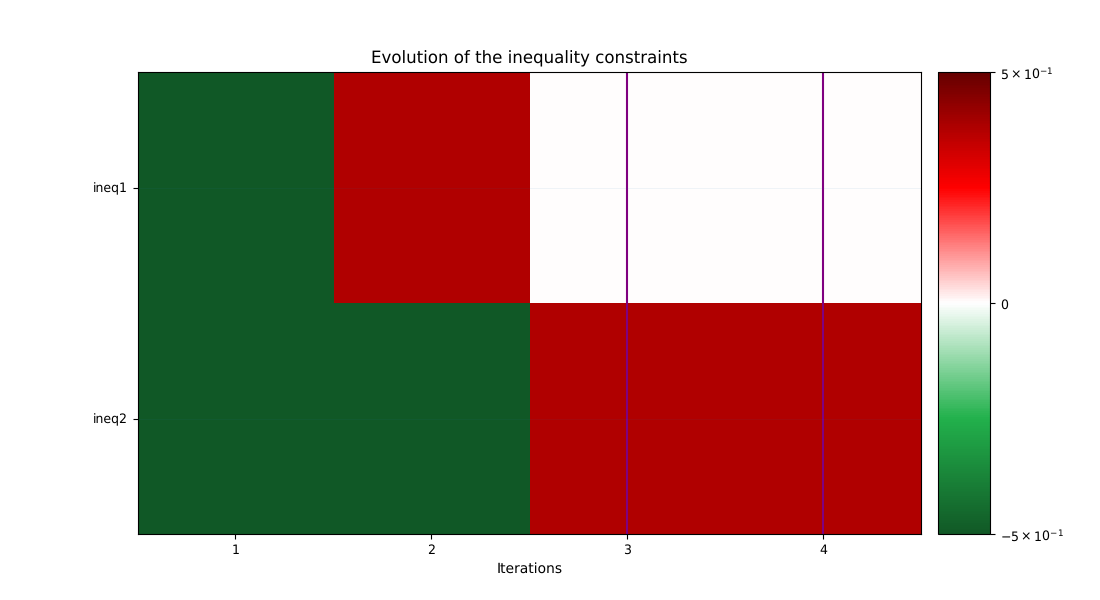 Evolution of the inequality constraints
ineq1
ineq2
1
2
3
4
Iterations
5 × 10⁻¹
0
−5 × 10⁻¹